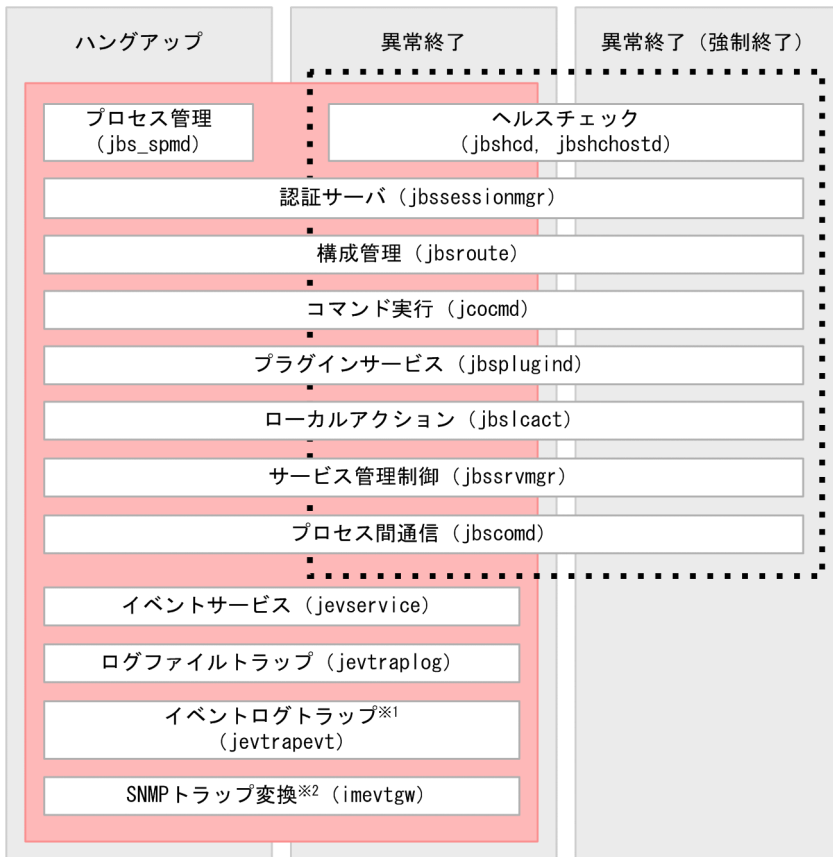 ハングアップ
異常終了
異常終了（強制終了）
プロセス管理
（jbs_spmd）
ヘルスチェック
（jbshcd, jbshchostd）
認証サーバ（jbssessionmgr）
構成管理（jbsroute）
コマンド実行（jcocmd）
プラグインサービス（jbsplugind）
ローカルアクション（jbslcact）
サービス管理制御（jbssrvmgr）
プロセス間通信（jbscomd）
イベントサービス（jevservice）
ログファイルトラップ（jevtraplog）
イベントログトラップ※1
（jevtrapevt）
SNMPトラップ変換※2（imevtgw）